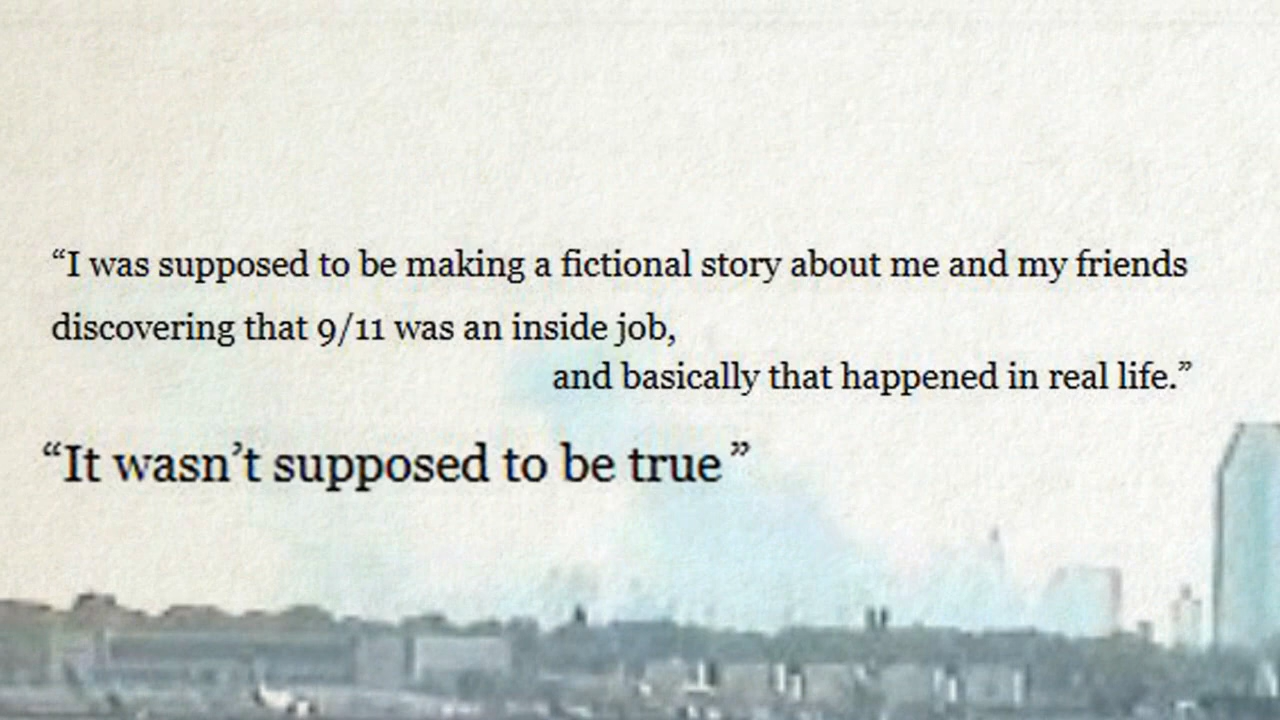 “I was supposed to be making a fictional story about me and my friends
discovering that 9/11 was an inside job,
and basically that happened in real life.”
“It wasn’t supposed to be true”